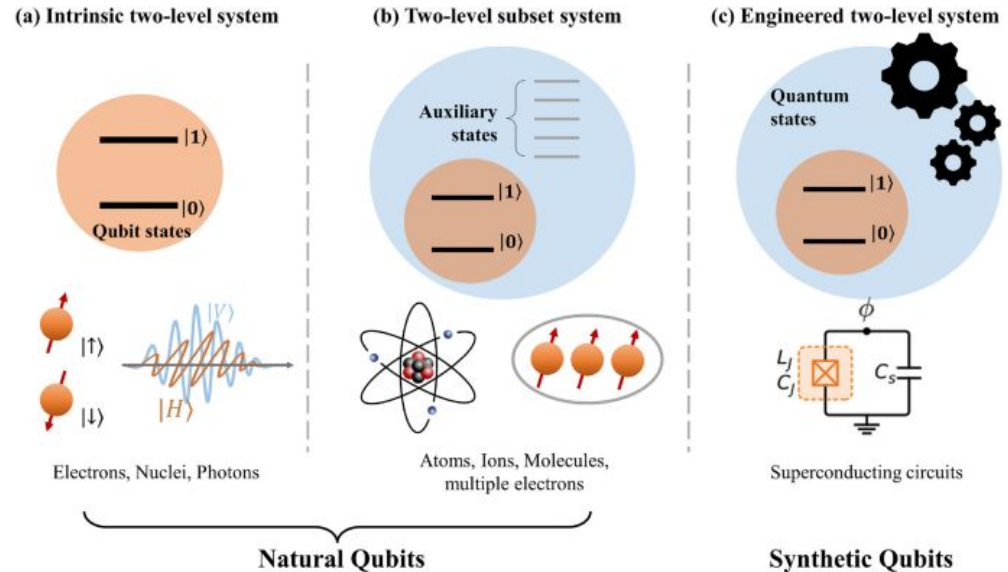 (a) Intrinsic two-level system
|1⟩
|0⟩
Qubit states
|↑⟩
|↓⟩
|V⟩
|H⟩
Electrons, Nuclei, Photons
(b) Two-level subset system
Auxiliary
states
|1⟩
|0⟩
Atoms, Ions, Molecules,
multiple electrons
Natural Qubits
(c) Engineered two-level system
Quantum
states
|1⟩
|0⟩
ϕ
L_J
C_J
C_s
Superconducting circuits
Synthetic Qubits